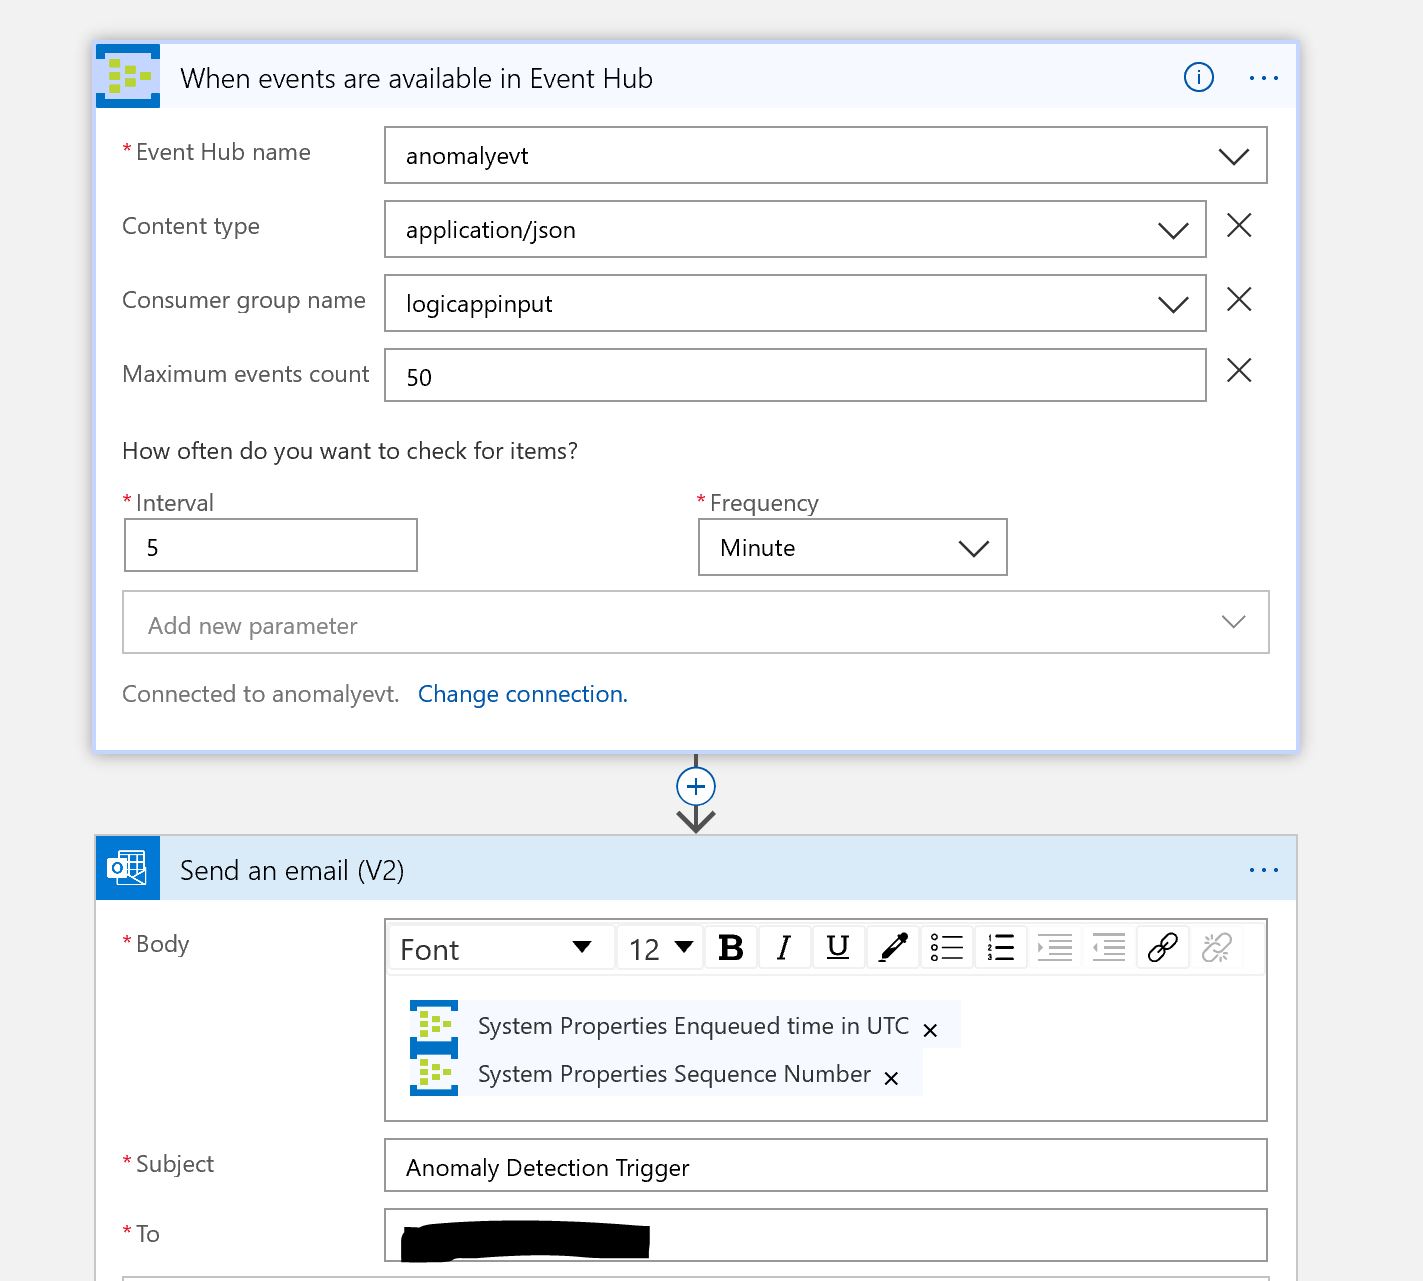 When events are available in Event Hub
* Event Hub name
anomalyevt
Content type
application/json
Consumer group name
logicappinput
Maximum events count
50
How often do you want to check for items?
* Interval
* Frequency
5
Minute
Add new parameter
Connected to anomalyevt. Change connection.
Send an email (V2)
* Body
Font 12 B I U
System Properties Enqueued time in UTC
System Properties Sequence Number
* Subject
Anomaly Detection Trigger
* To